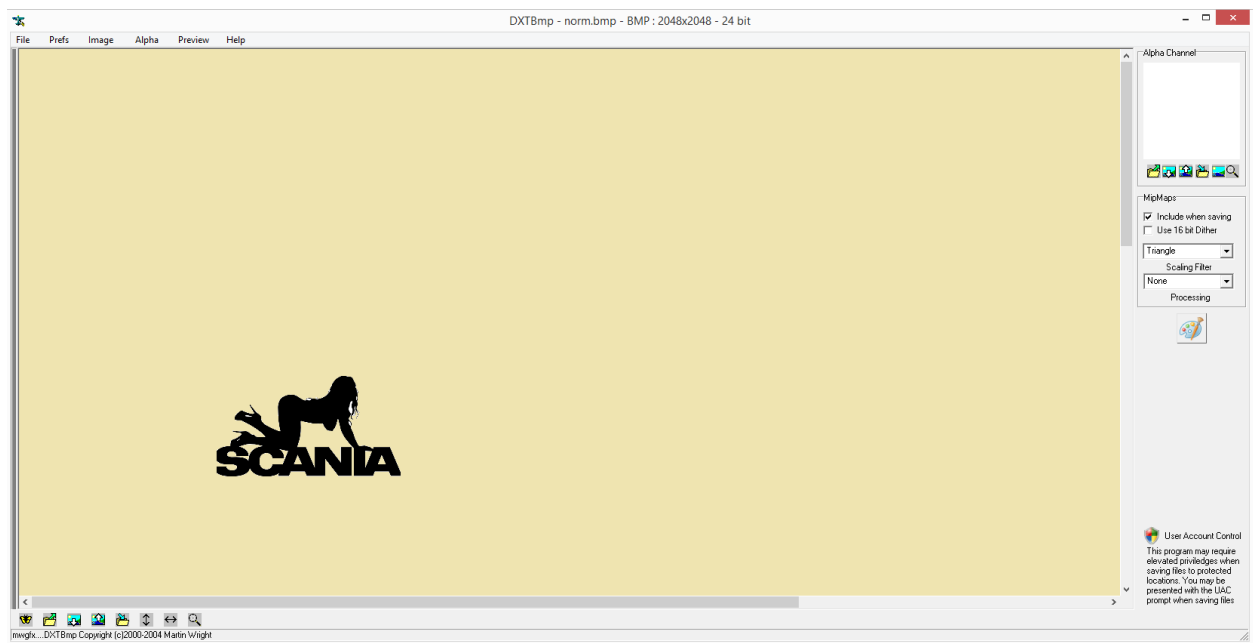 DXTBmp - norm.bmp - BMP : 2048x2048 - 24 bit
File Prefs Image Alpha Preview Help
Alpha Channel
MipMaps
Include when saving
Use 16 bit Dither
Triangle
Scaling Filter
None
Processing
SCANIA
User Account Control
This program may require
elevated priviledges when
saving files to protected
locations. You may be
presented with the UAC
prompt when saving files
mwgfx....DXTBmp Copyright (c)2000-2004 Martin Wright